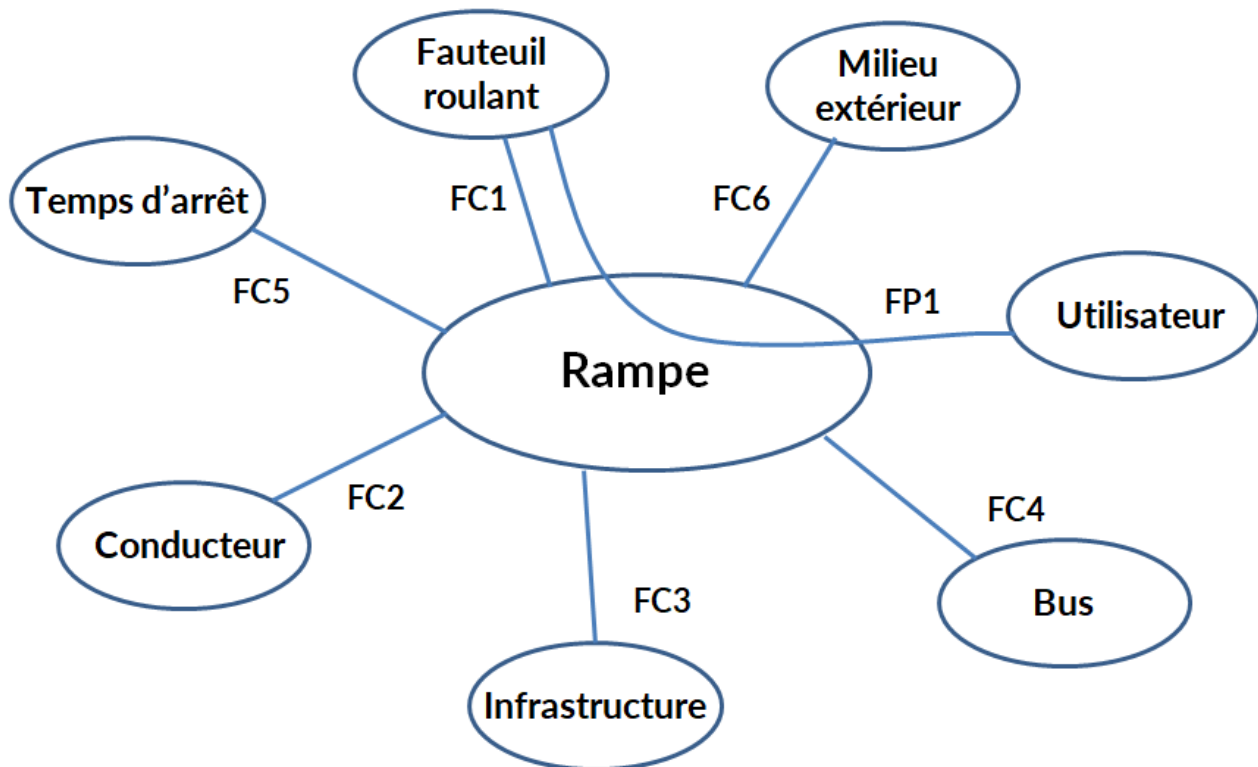 Fauteuil
roulant
Milieu
extérieur
Temps d'arrêt
FC1
FC6
FC5
FP1
Utilisateur
Rampe
FC2
FC4
Conducteur
FC3
Bus
Infrastructure